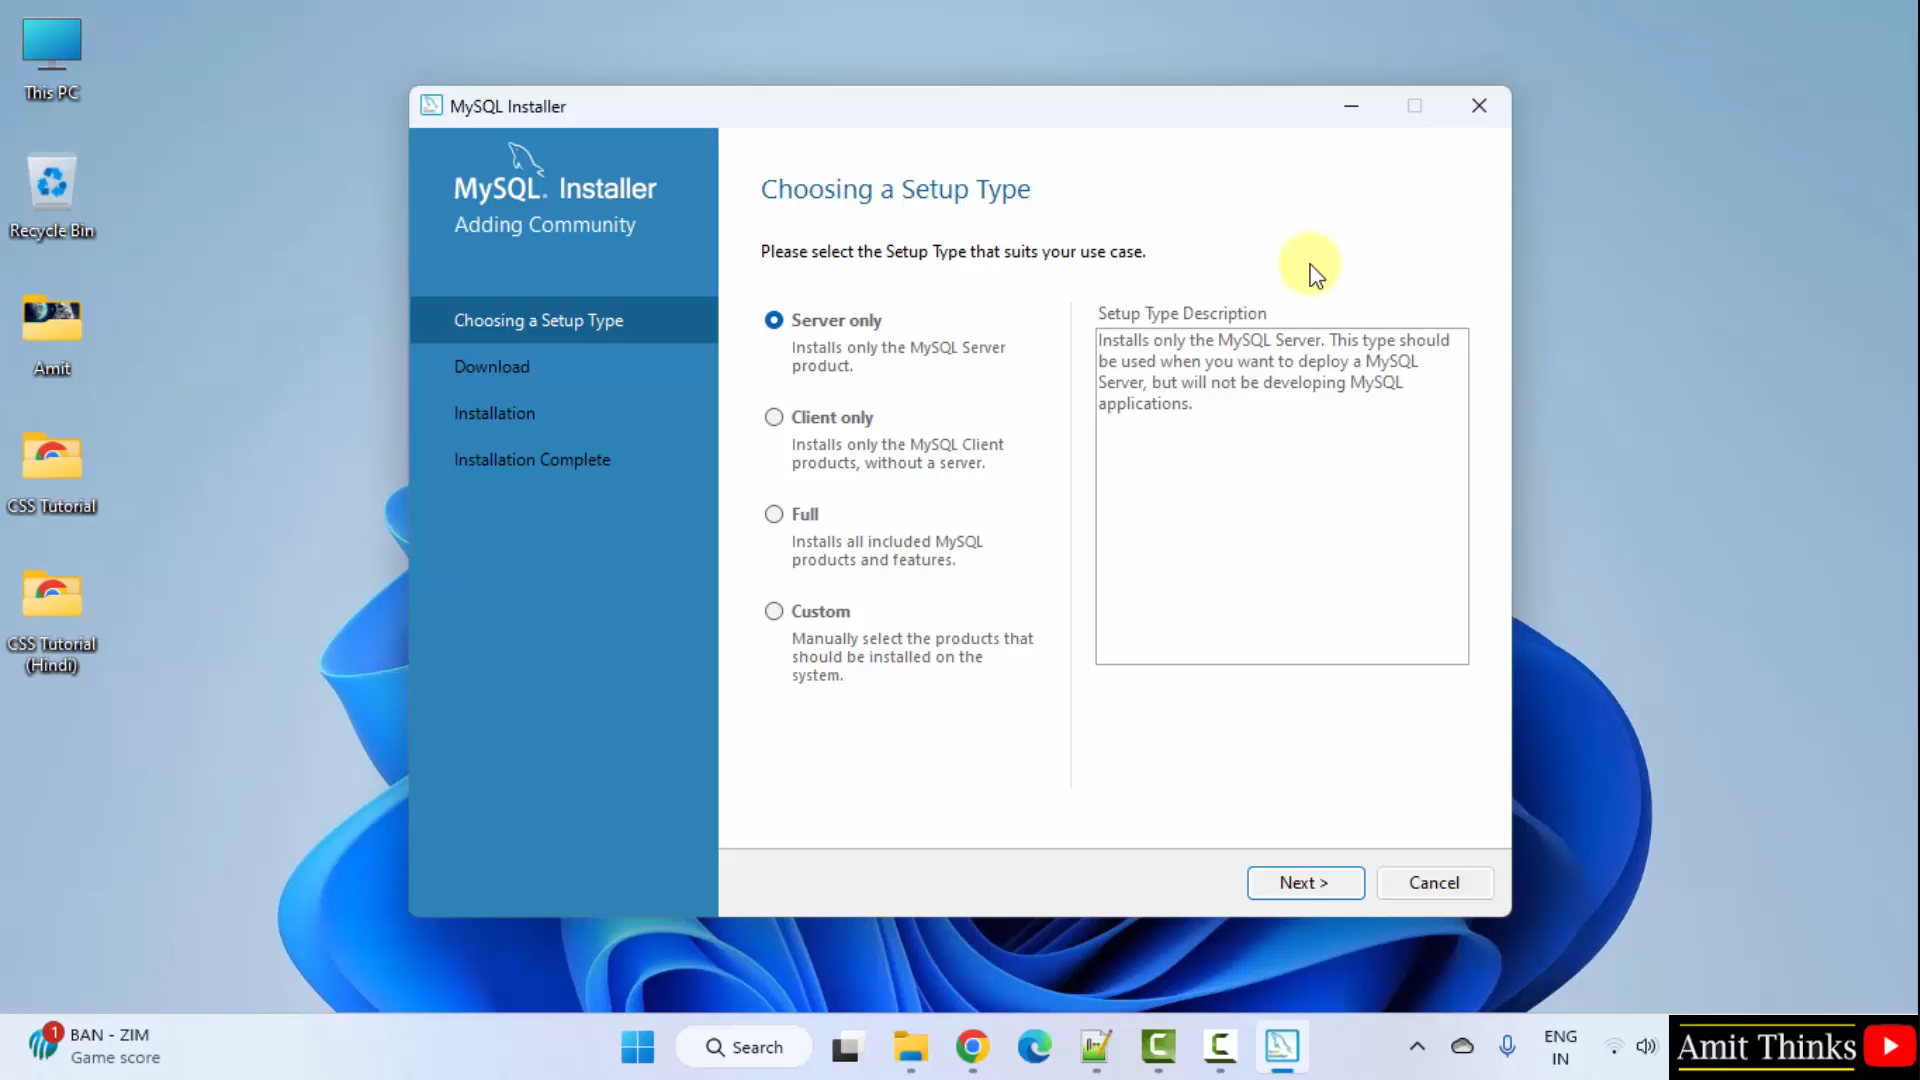 This PC
Recycle Bin
Amit
CSS Tutorial
CSS Tutorial
(Hindi)
MySQL Installer
MySQL. Installer
Adding Community
Choosing a Setup Type
Download
Installation
Installation Complete
Choosing a Setup Type
Please select the Setup Type that suits your use case.
Server only
Installs only the MySQL Server
product.
Client only
Installs only the MySQL Client
products, without a server.
Full
Installs all included MySQL
products and features.
Custom
Manually select the products that
should be installed on the
system.
Setup Type Description
Installs only the MySQL Server. This type should
be used when you want to deploy a MySQL
Server, but will not be developing MySQL
applications.
Next >
Cancel
1
BAN - ZIM
Game score
Search
ENG
IN
Amit Thinks